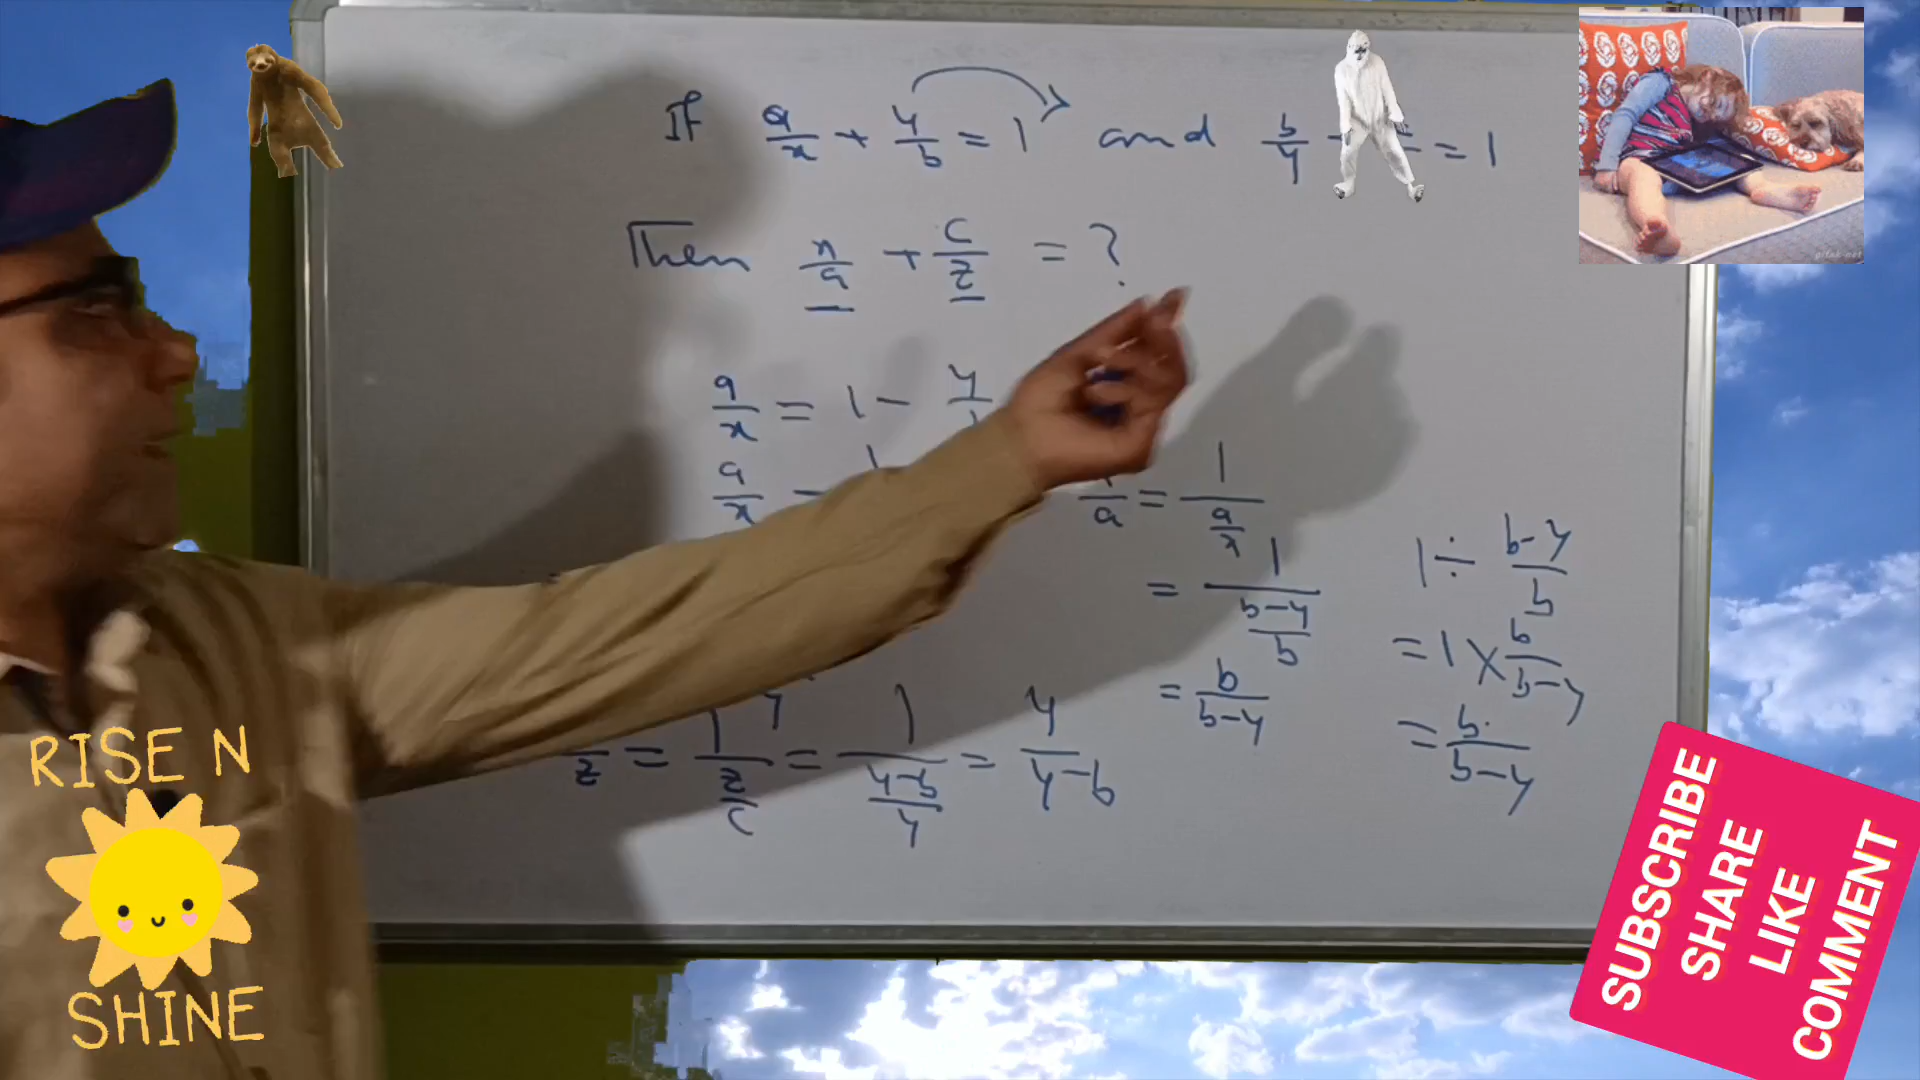 If a/x + y/b = 1 and b/y = 1
Then x/a + c/z = ?
a/x = 1 - y/
a/x
/a = 1/(a/x)
= 1/((b-y)/b)
= b/(b-y)
1 ÷ (b-y)/b
= 1 × b/(b-y)
= b/(b-y)
/z = 1/(z/c) = 1/((y-b)/y) = y/(y-b)
RISE N
SHINE
SUBSCRIBE
SHARE
LIKE
COMMENT